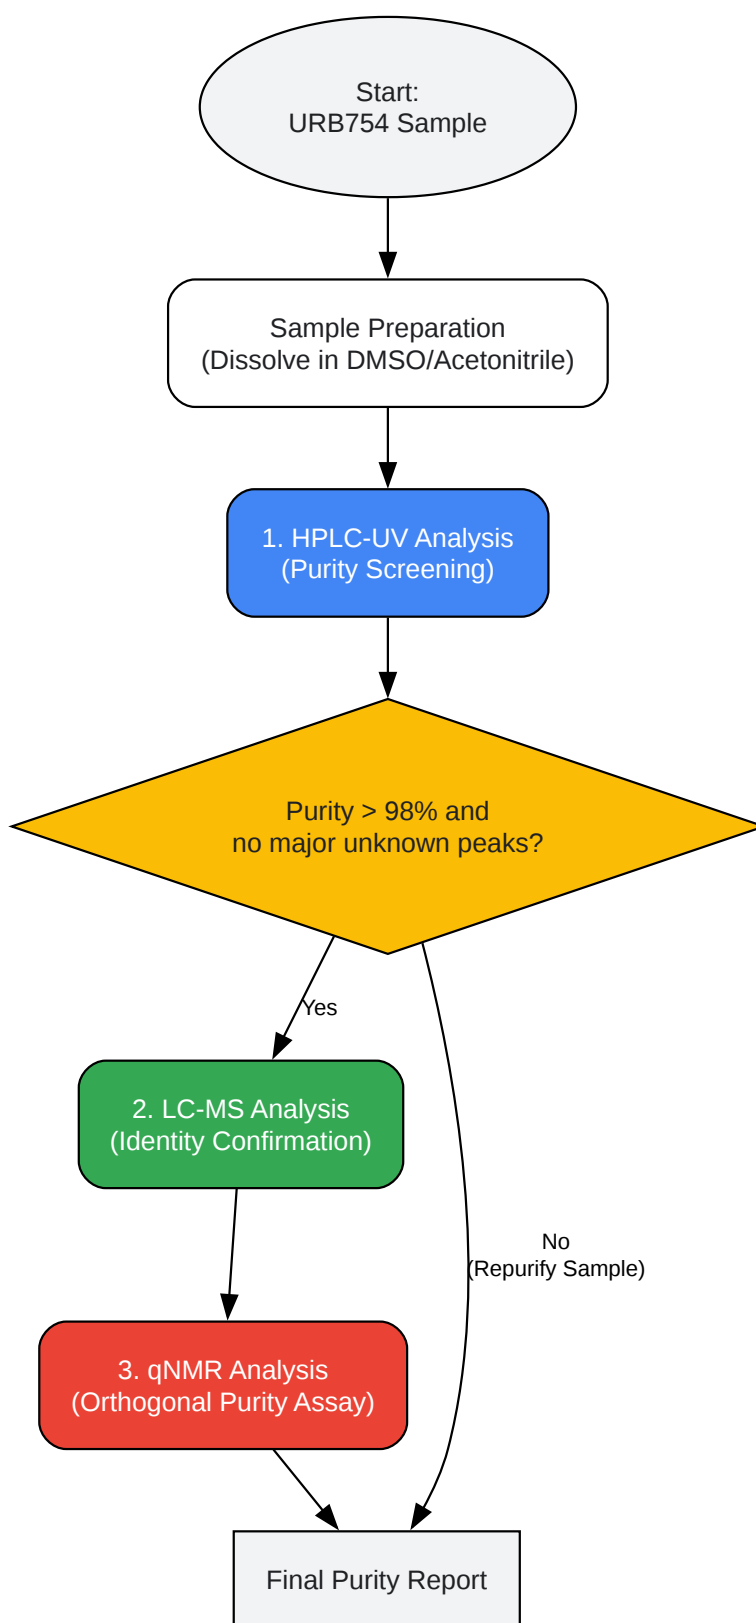 Start:
URB754 Sample
Sample Preparation
(Dissolve in DMSO/Acetonitrile)
1. HPLC-UV Analysis
(Purity Screening)
Purity > 98% and
no major unknown peaks?
Yes
2. LC-MS Analysis
(Identity Confirmation)
No
(Repurify Sample)
3. qNMR Analysis
(Orthogonal Purity Assay)
Final Purity Report